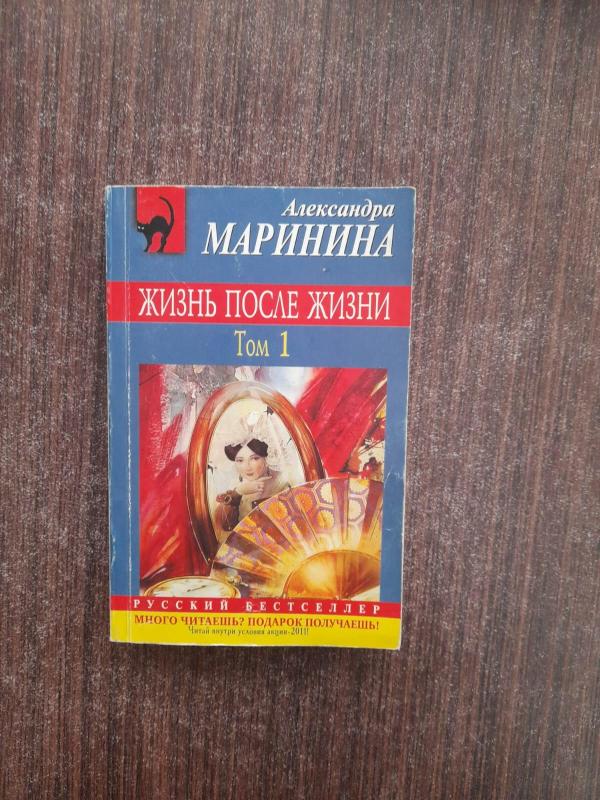 Александра
МАРИНИНА
ЖИЗНЬ ПОСЛЕ ЖИЗНИ
Том 1
РУССКИЙ БЕСТСЕЛЛЕР
МНОГО ЧИТАЕШЬ? ПОДАРОК ПОЛУЧАЕШЬ!
Читай внутри условия акции-2011!